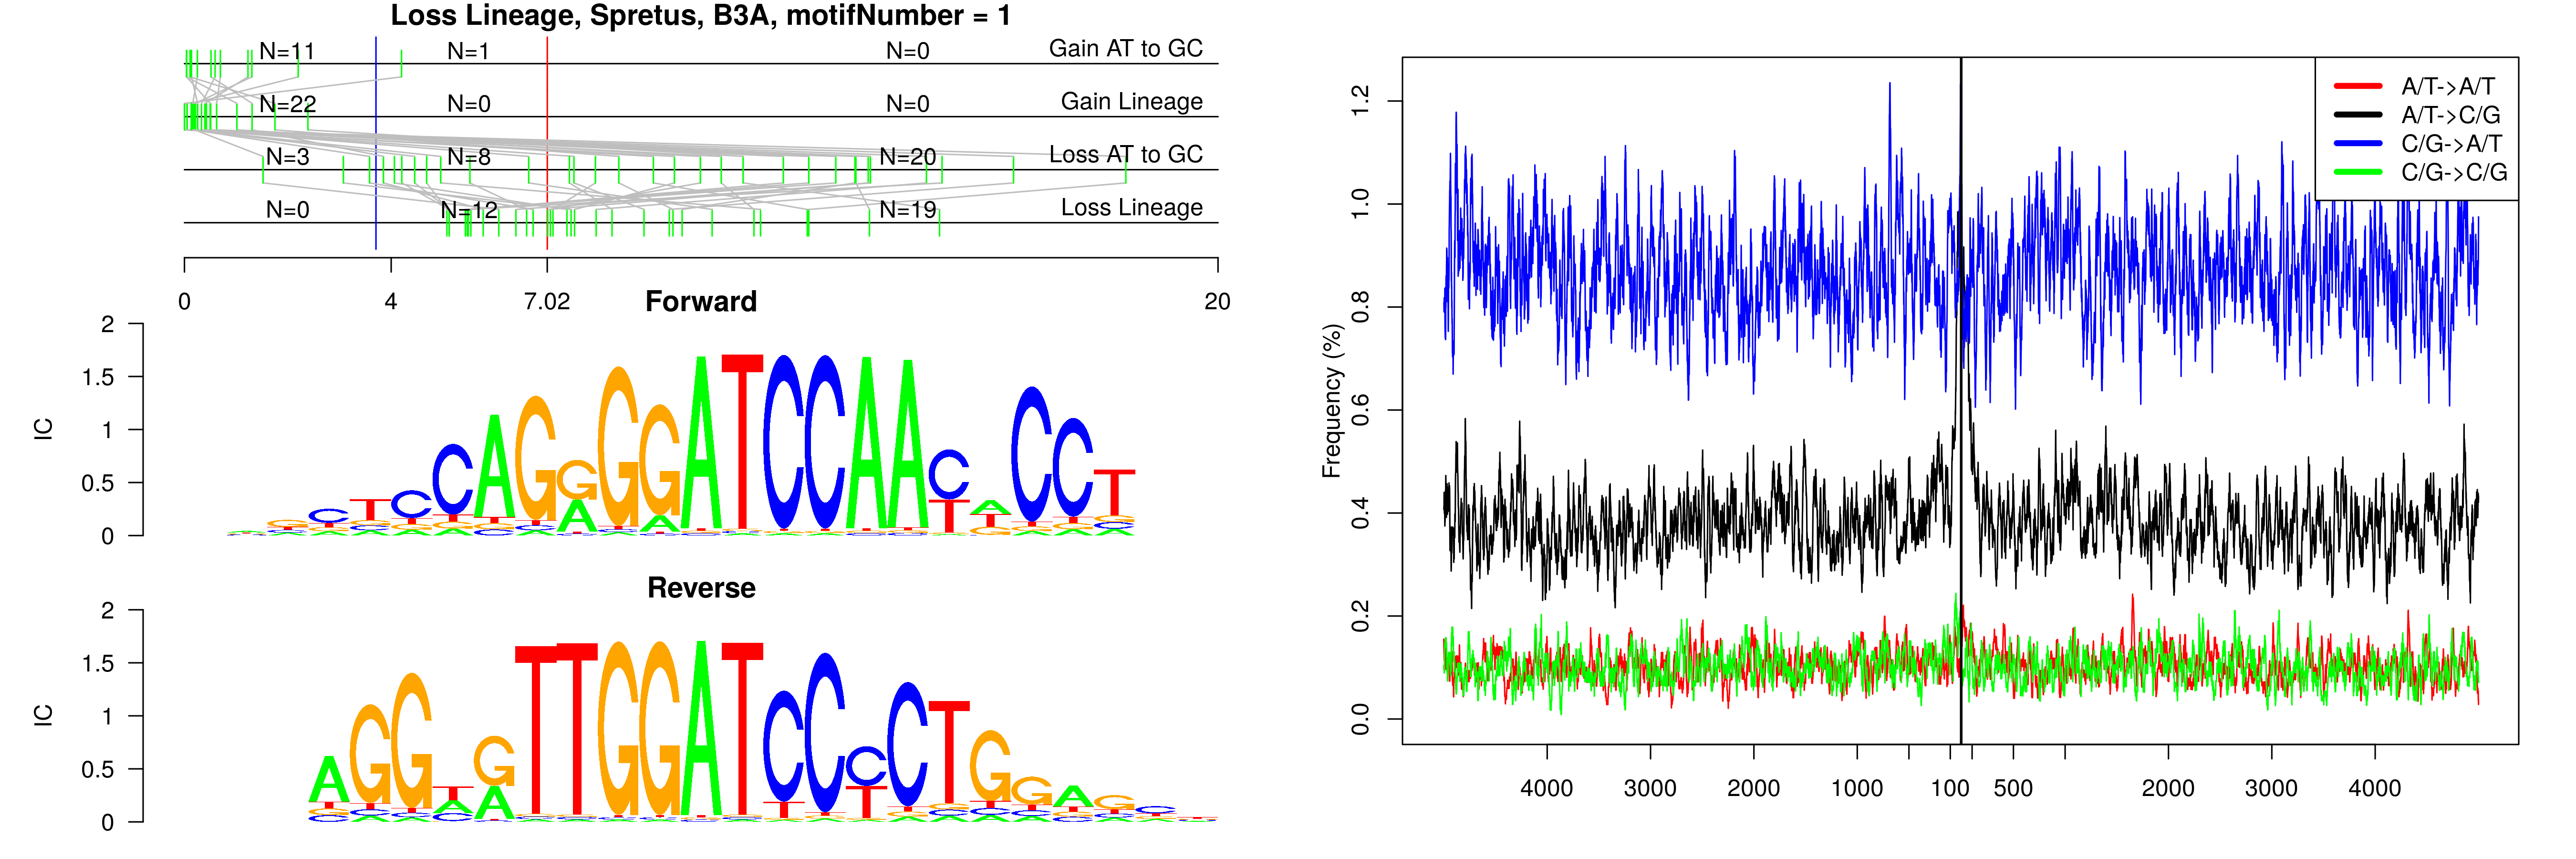 Loss Lineage, Spretus, B3A, motifNumber = 1
N=11 N=1 N=0 Gain AT to GC
N=22 N=0 N=0 Gain Lineage
N=3 N=8 N=20 Loss AT to GC
N=0 N=12 N=19 Loss Lineage
0 4 7.02 20
Forward
2
1.5
1
0.5
0
IC
Reverse
2
1.5
1
0.5
0
IC
A/T->A/T
A/T->C/G
C/G->A/T
C/G->C/G
Frequency (%)
1.2
1.0
0.8
0.6
0.4
0.2
0.0
4000 3000 2000 1000 100 500 2000 3000 4000